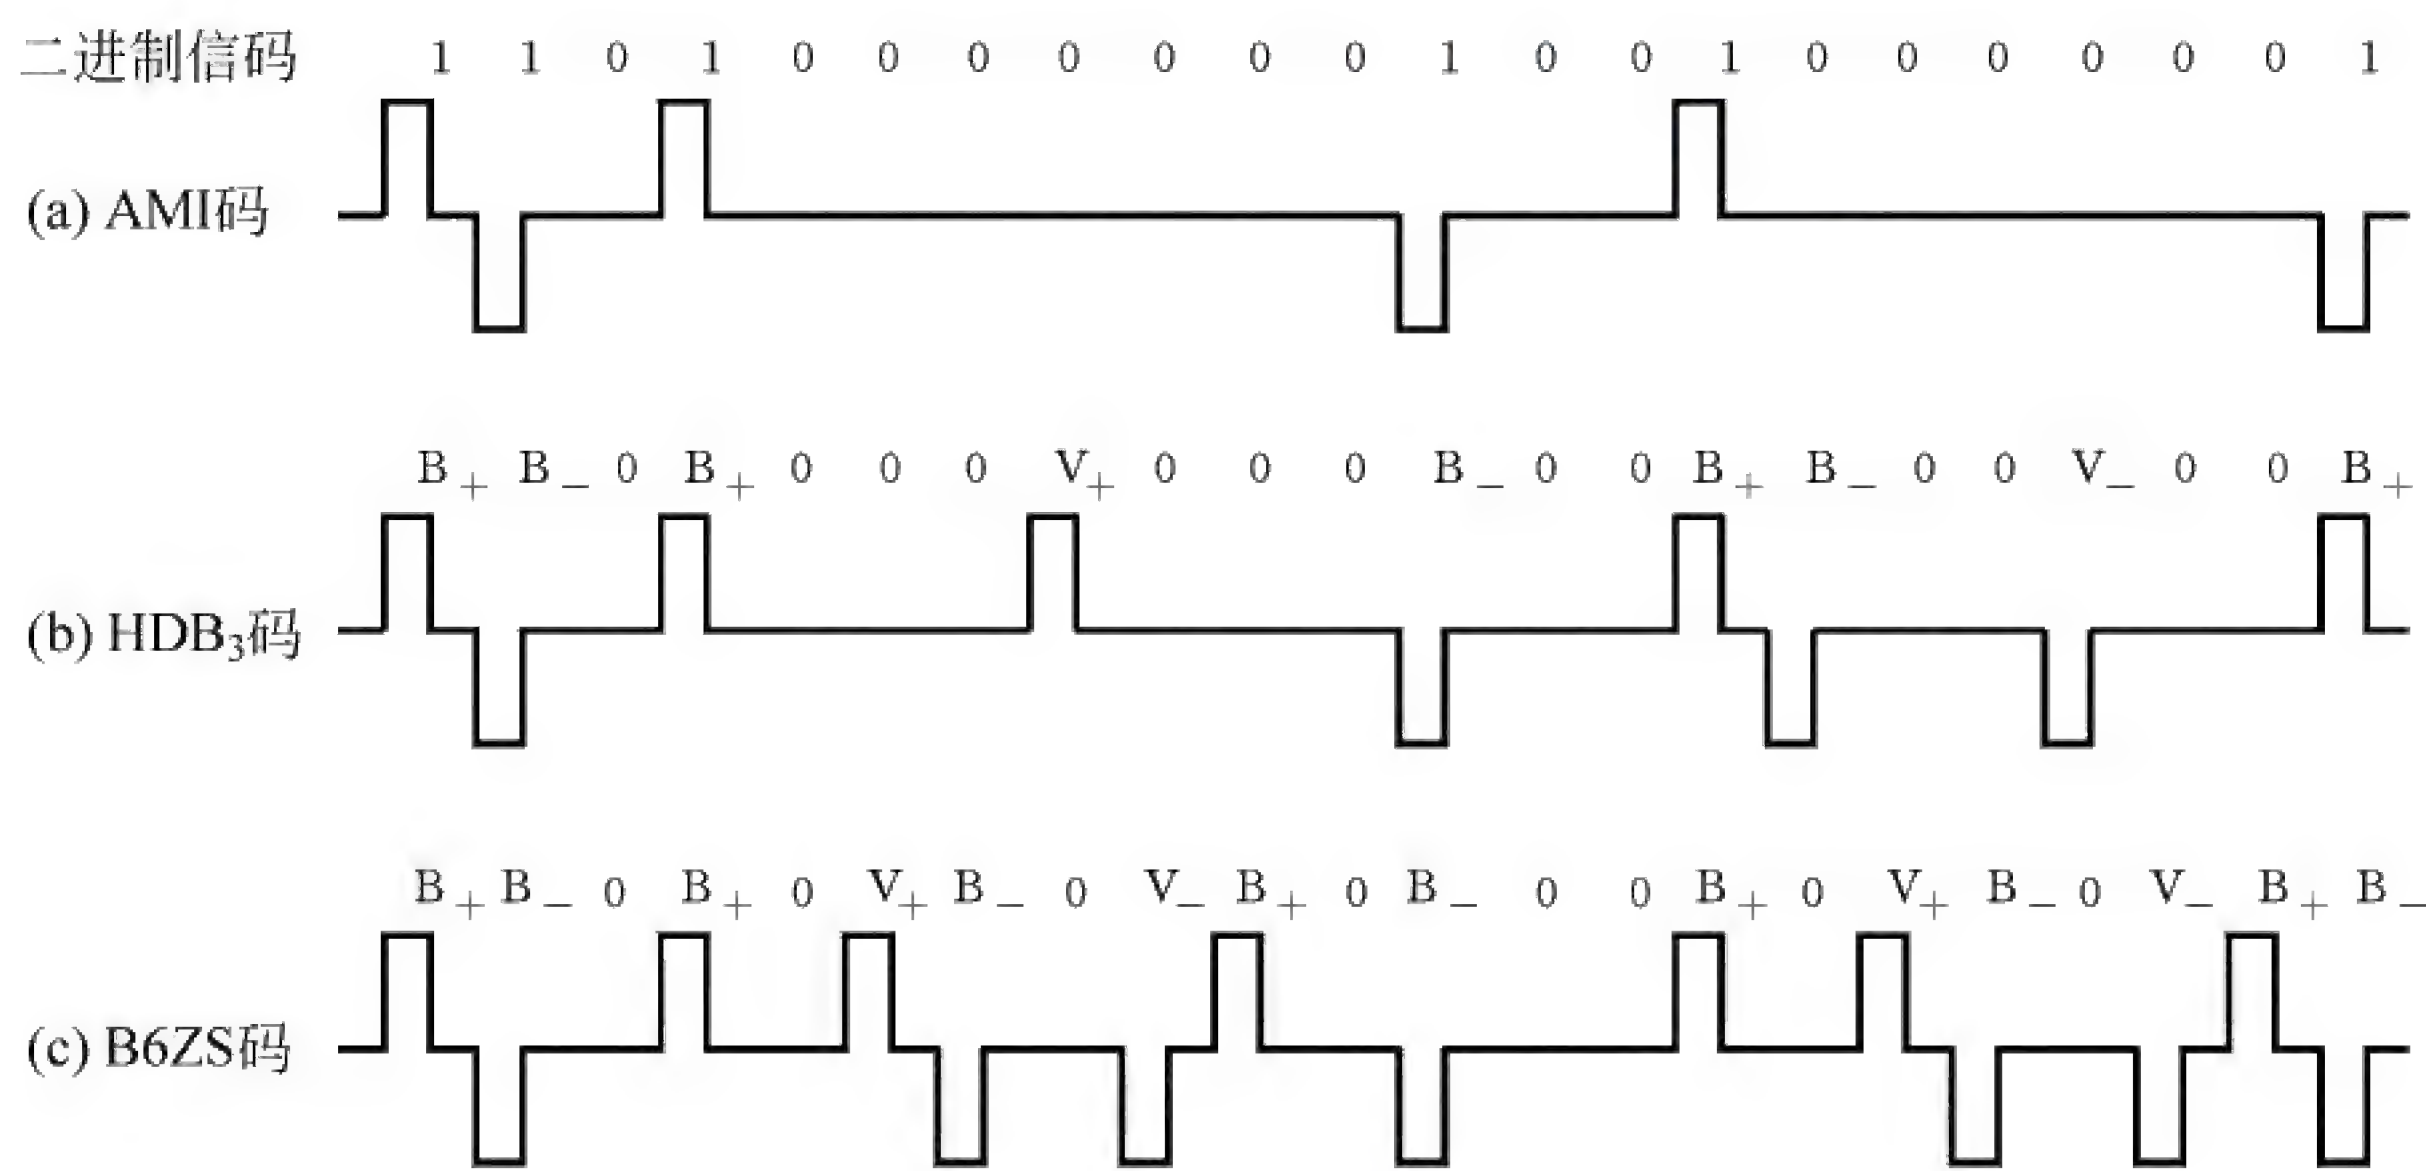 二进制信码 1 1 0 1 0 0 0 0 0 0 0 1 0 0 1 0 0 0 0 0 0 1
(a) AMI码
B+ B− 0 B+ 0 0 0 V+ 0 0 0 B− 0 0 B+ B− 0 0 V− 0 0 B+
(b) HDB₃码
B+ B− 0 B+ 0 V+ B− 0 V− B+ 0 B− 0 0 B+ 0 V+ B− 0 V− B+ B−
(c) B6ZS码